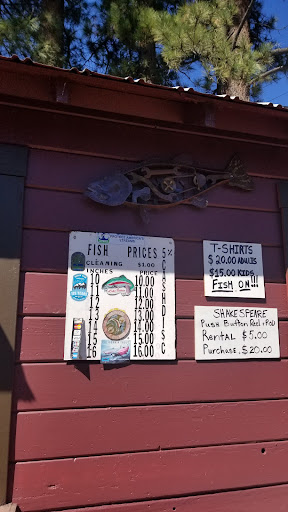 FISH PRICES
CLEANING $1.00
INCHES PRICE
10 10.00
11 11.00
12 12.00
13 13.00
14 14.00
15 15.00
16 16.00
5%
CASH DISC
T-SHIRTS
$20.00 ADULTS
$15.00 KIDS
FISH ON!!!
SHAKESPEARE
Push Button Reel + Rod
Rental $5.00
Purchase, $20.00